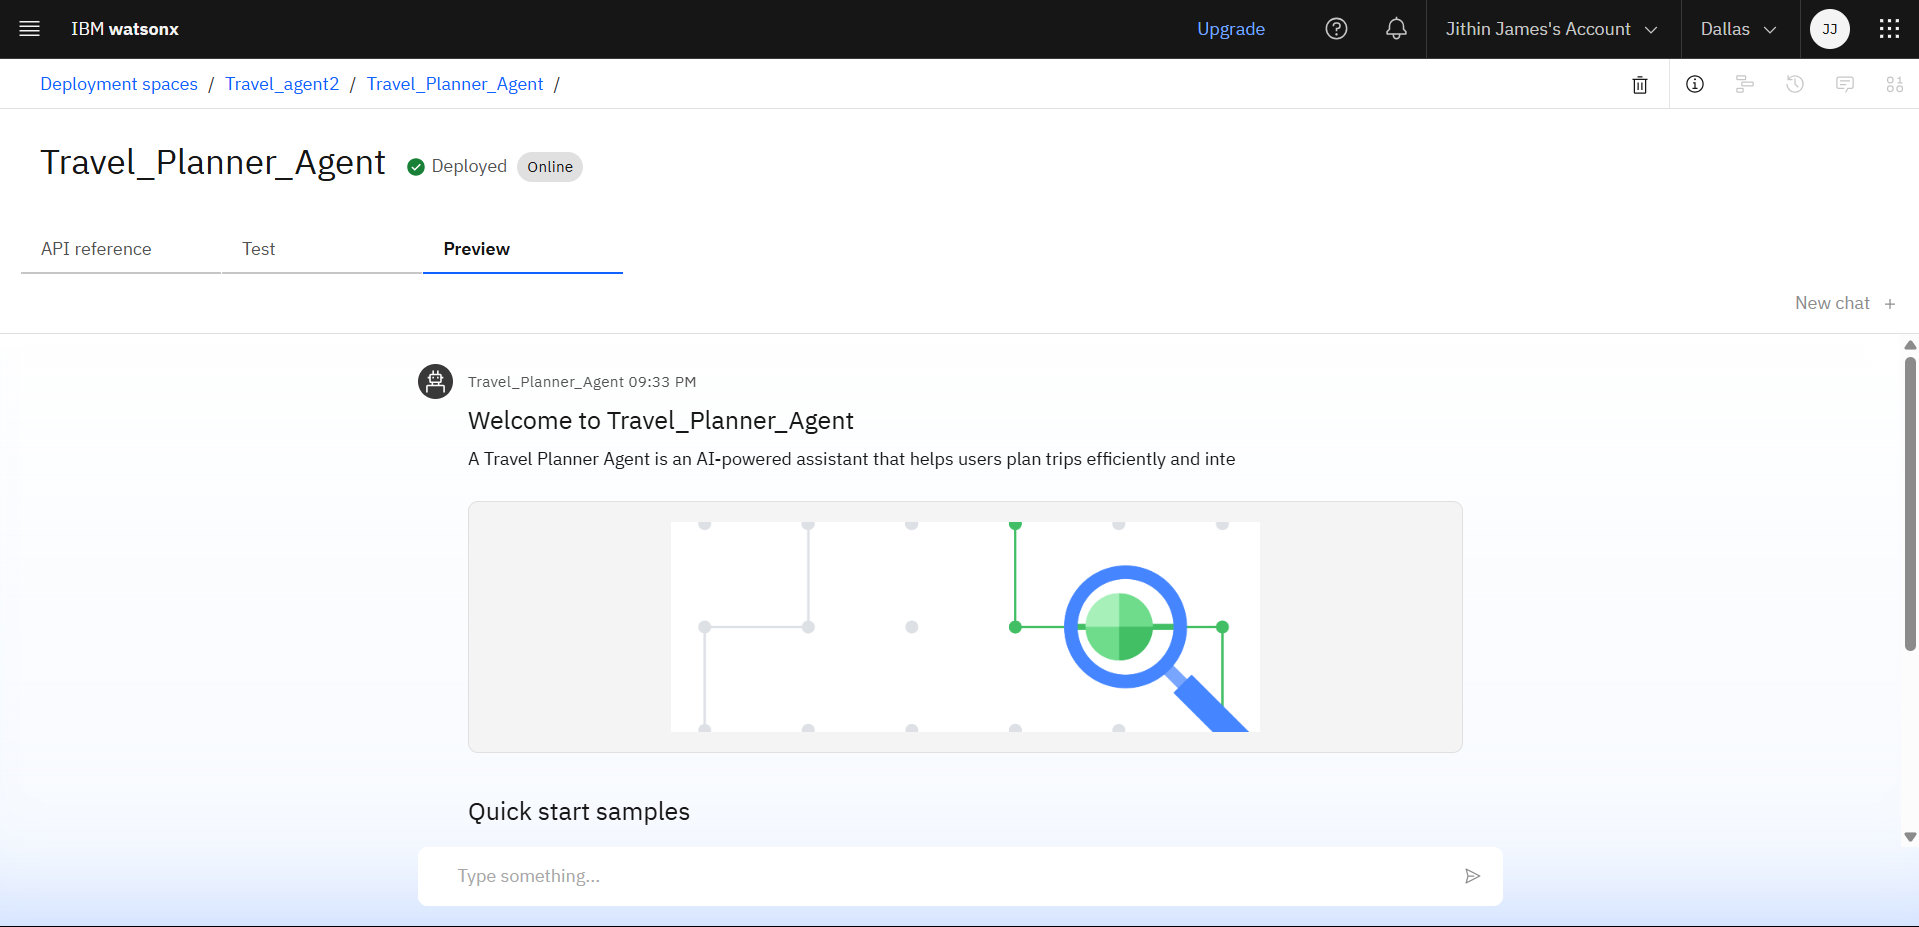 IBM watsonx
Upgrade
Jithin James's Account
Dallas
JJ
Deployment spaces / Travel_agent2 / Travel_Planner_Agent /
Travel_Planner_Agent
Deployed
Online
API reference
Test
Preview
New chat +
Travel_Planner_Agent 09:33 PM
Welcome to Travel_Planner_Agent
A Travel Planner Agent is an AI-powered assistant that helps users plan trips efficiently and inte
Quick start samples
Type something...